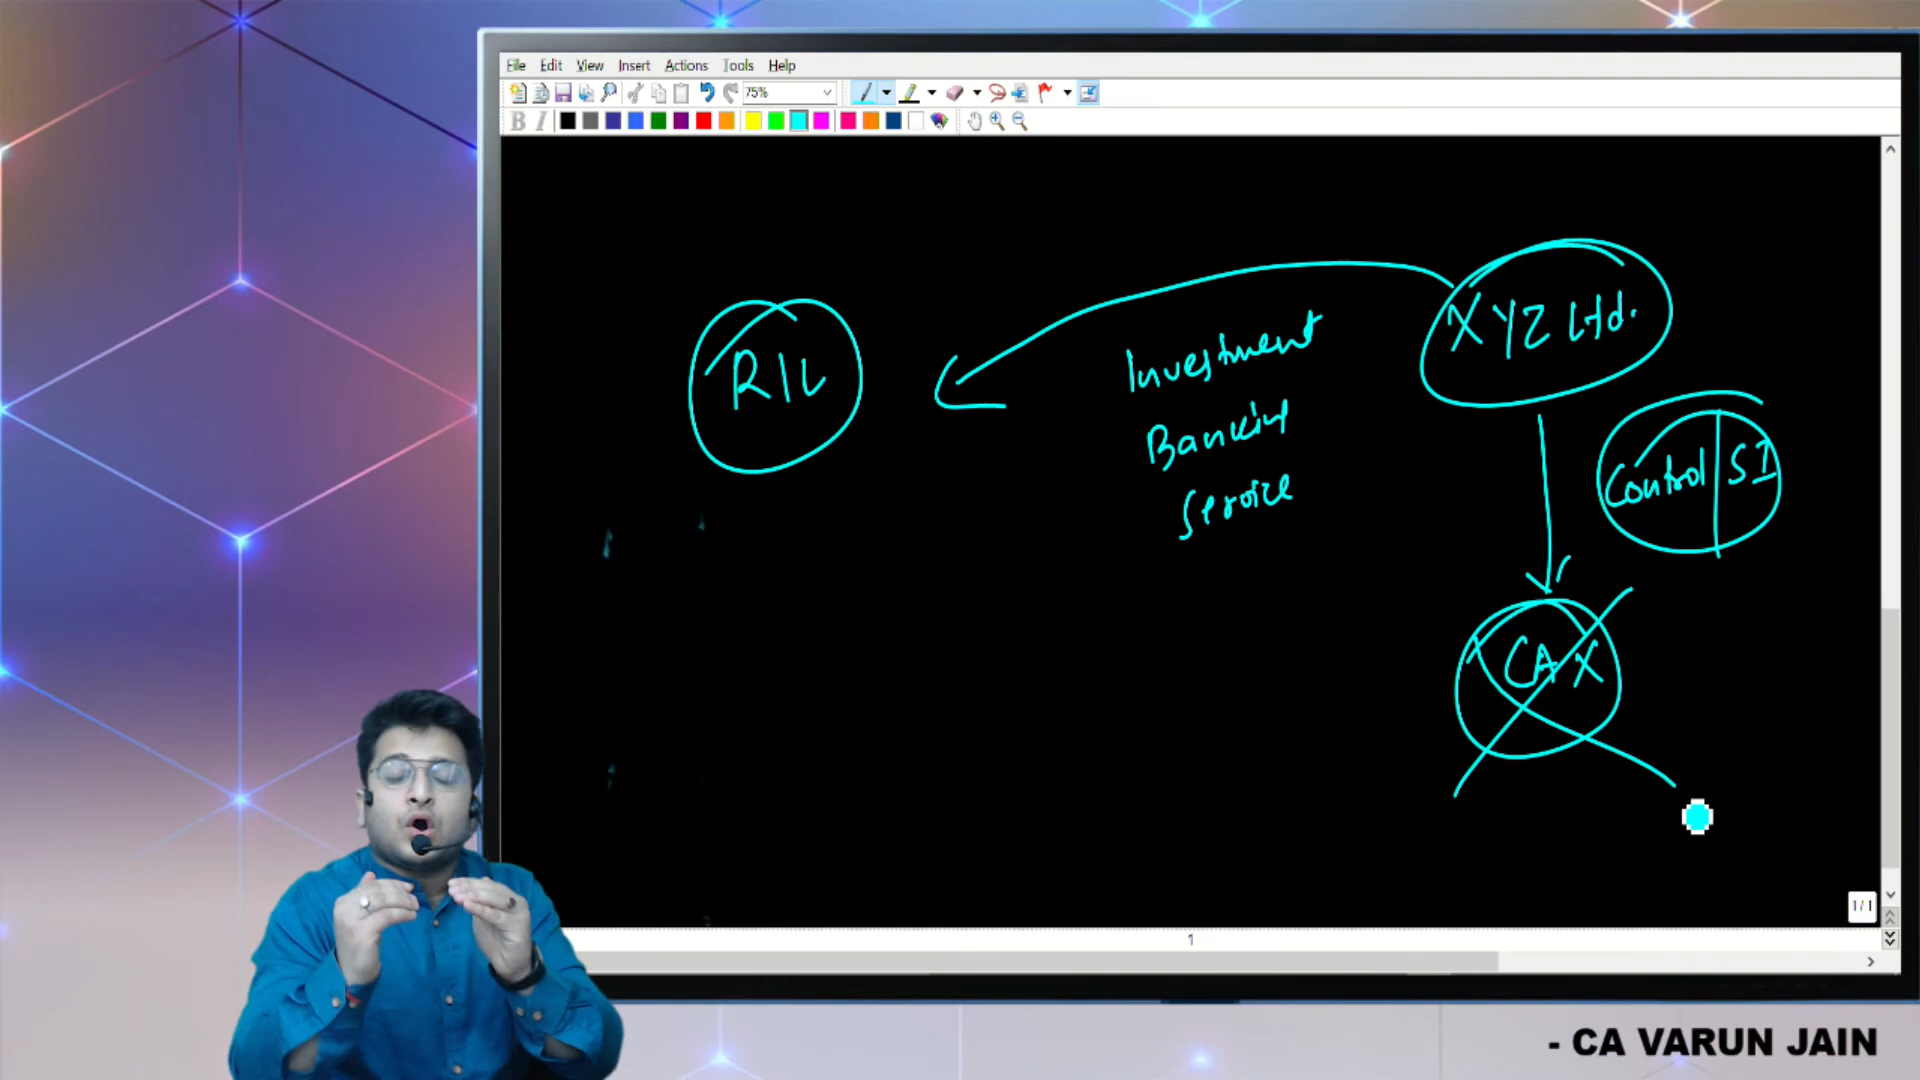 File Edit View Insert Actions Tools Help
75%
B I
XYZ Ltd.
RIL
Investment
Banking
Service
Control SI
CA X
1/1
1
- CA VARUN JAIN